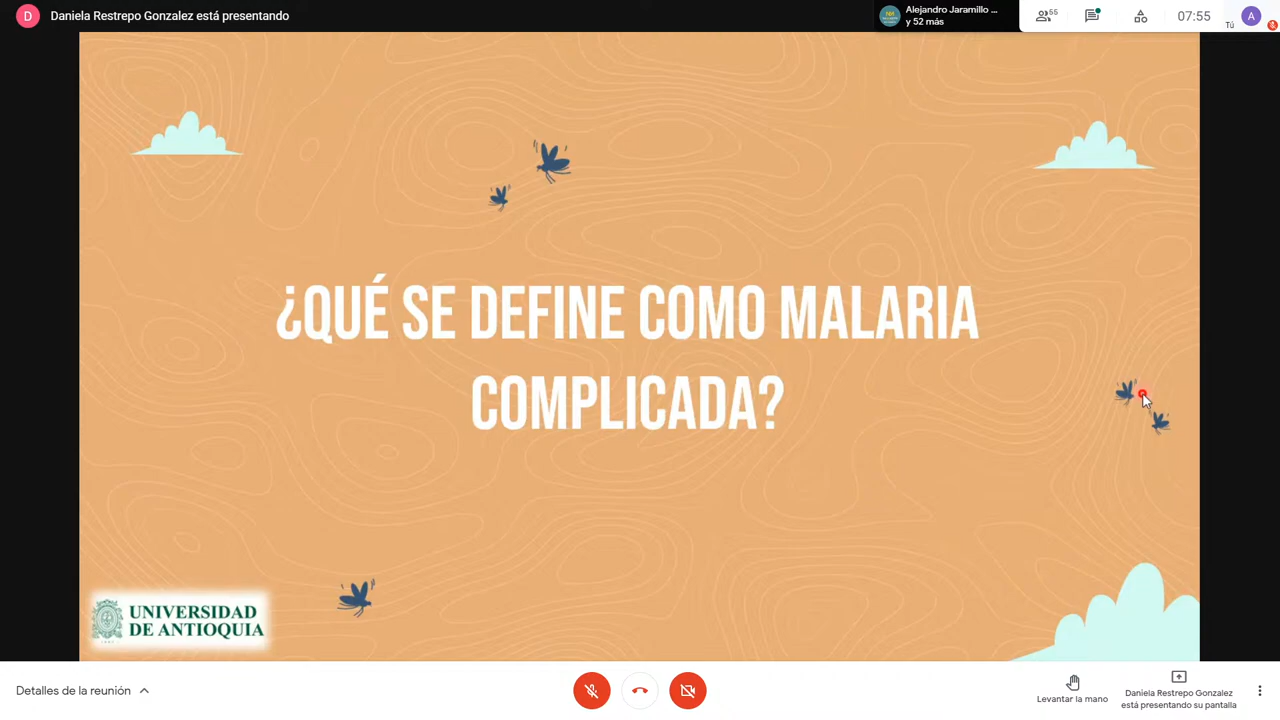 D
Daniela Restrepo Gonzalez está presentando
Alejandro Jaramillo ...
y 52 más
55
07:55
Tú
A
¿QUÉ SE DEFINE COMO MALARIA
COMPLICADA?
UNIVERSIDAD
DE ANTIOQUIA
Detalles de la reunión
Levantar la mano
Daniela Restrepo Gonzalez
está presentando su pantalla